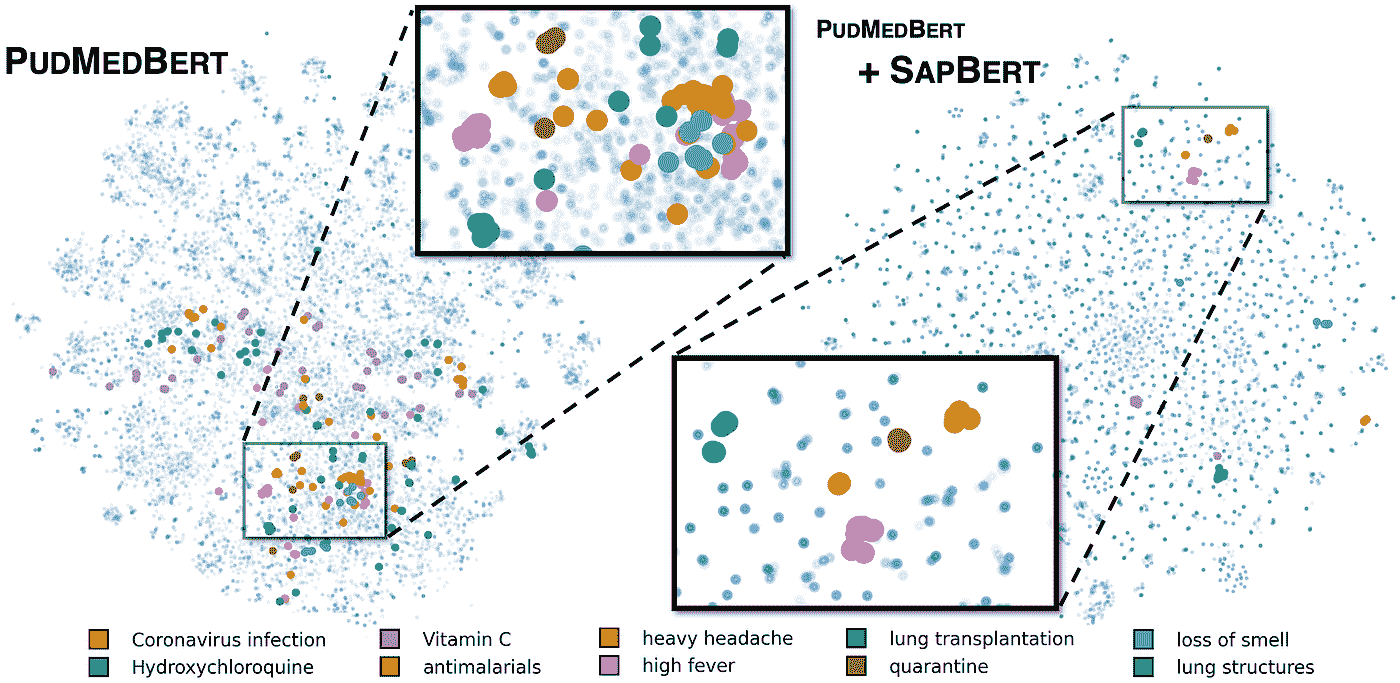 PUDMEDBERT
PUDMEDBERT
+ SAPBERT
Coronavirus infection
Vitamin C
heavy headache
lung transplantation
loss of smell
Hydroxychloroquine
antimalarials
high fever
quarantine
lung structures